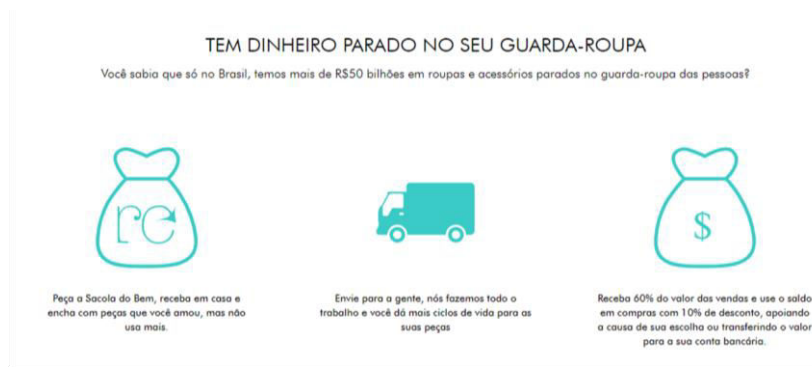 TEM DINHEIRO PARADO NO SEU GUARDA-ROUPA
Você sabia que só no Brasil, temos mais de R$50 bilhões em roupas e acessórios parados no guarda-roupa das pessoas?
re
$
Peça a Sacola do Bem, receba em casa e
encha com peças que você amou, mas não
usa mais.
Envie para a gente, nós fazemos todo o
trabalho e você dá mais ciclos de vida para as
suas peças
Receba 60% do valor das vendas e use o saldo
em compras com 10% de desconto, apoiando
a causa de sua escolha ou transferindo o valor
para a sua conta bancária.